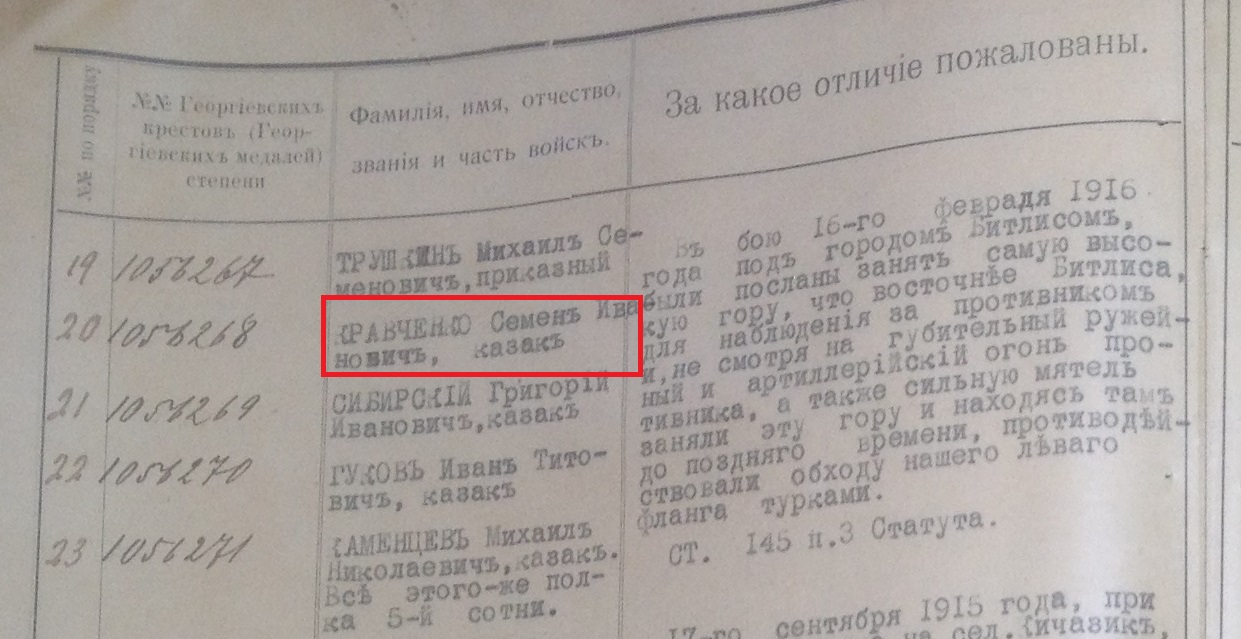 №№ по порядку
№№ Георгіевскихъ
крестовъ (Геор-
гіевскихъ медалей)
степени
Фамилія, имя, отчество,
званія и часть войскъ.
За какое отличіе пожалованы.
19 1056267
ТРУШКИНЪ Михаилъ Се-
меновичъ,приказный
20 1056268
КРАВЧЕНКО Семенъ Ива
новичъ, казакъ
21 1056269
СИБИРСКІЙ Григорій
Ивановичъ,казакъ
22 1056270
ГУКОВЪ Иванъ Тито-
вичъ, казакъ
23 1056271
КАМЕНЦЕВЪ Михаилъ
Николаевичъ,казакъ.
Всѣ этого-же пол-
ка 5-й сотни.
Въ бою 16-го февраля 1916
года подъ городомъ Битлисомъ,
были посланы занять самую высо-
кую гору, что восточнѣе Битлиса,
для наблюденія за противникомъ
и,не смотря на губительный ружей-
ный и артиллерійскій огонь про-
тивника, а также сильную мятель
заняли эту гору и находясь тамъ
до поздняго времени, противодѣй-
ствовали обходу нашего лѣваго
фланга турками.
СТ. 145 п.3 Статута.
17-го сентября 1915 года, при
на сел.